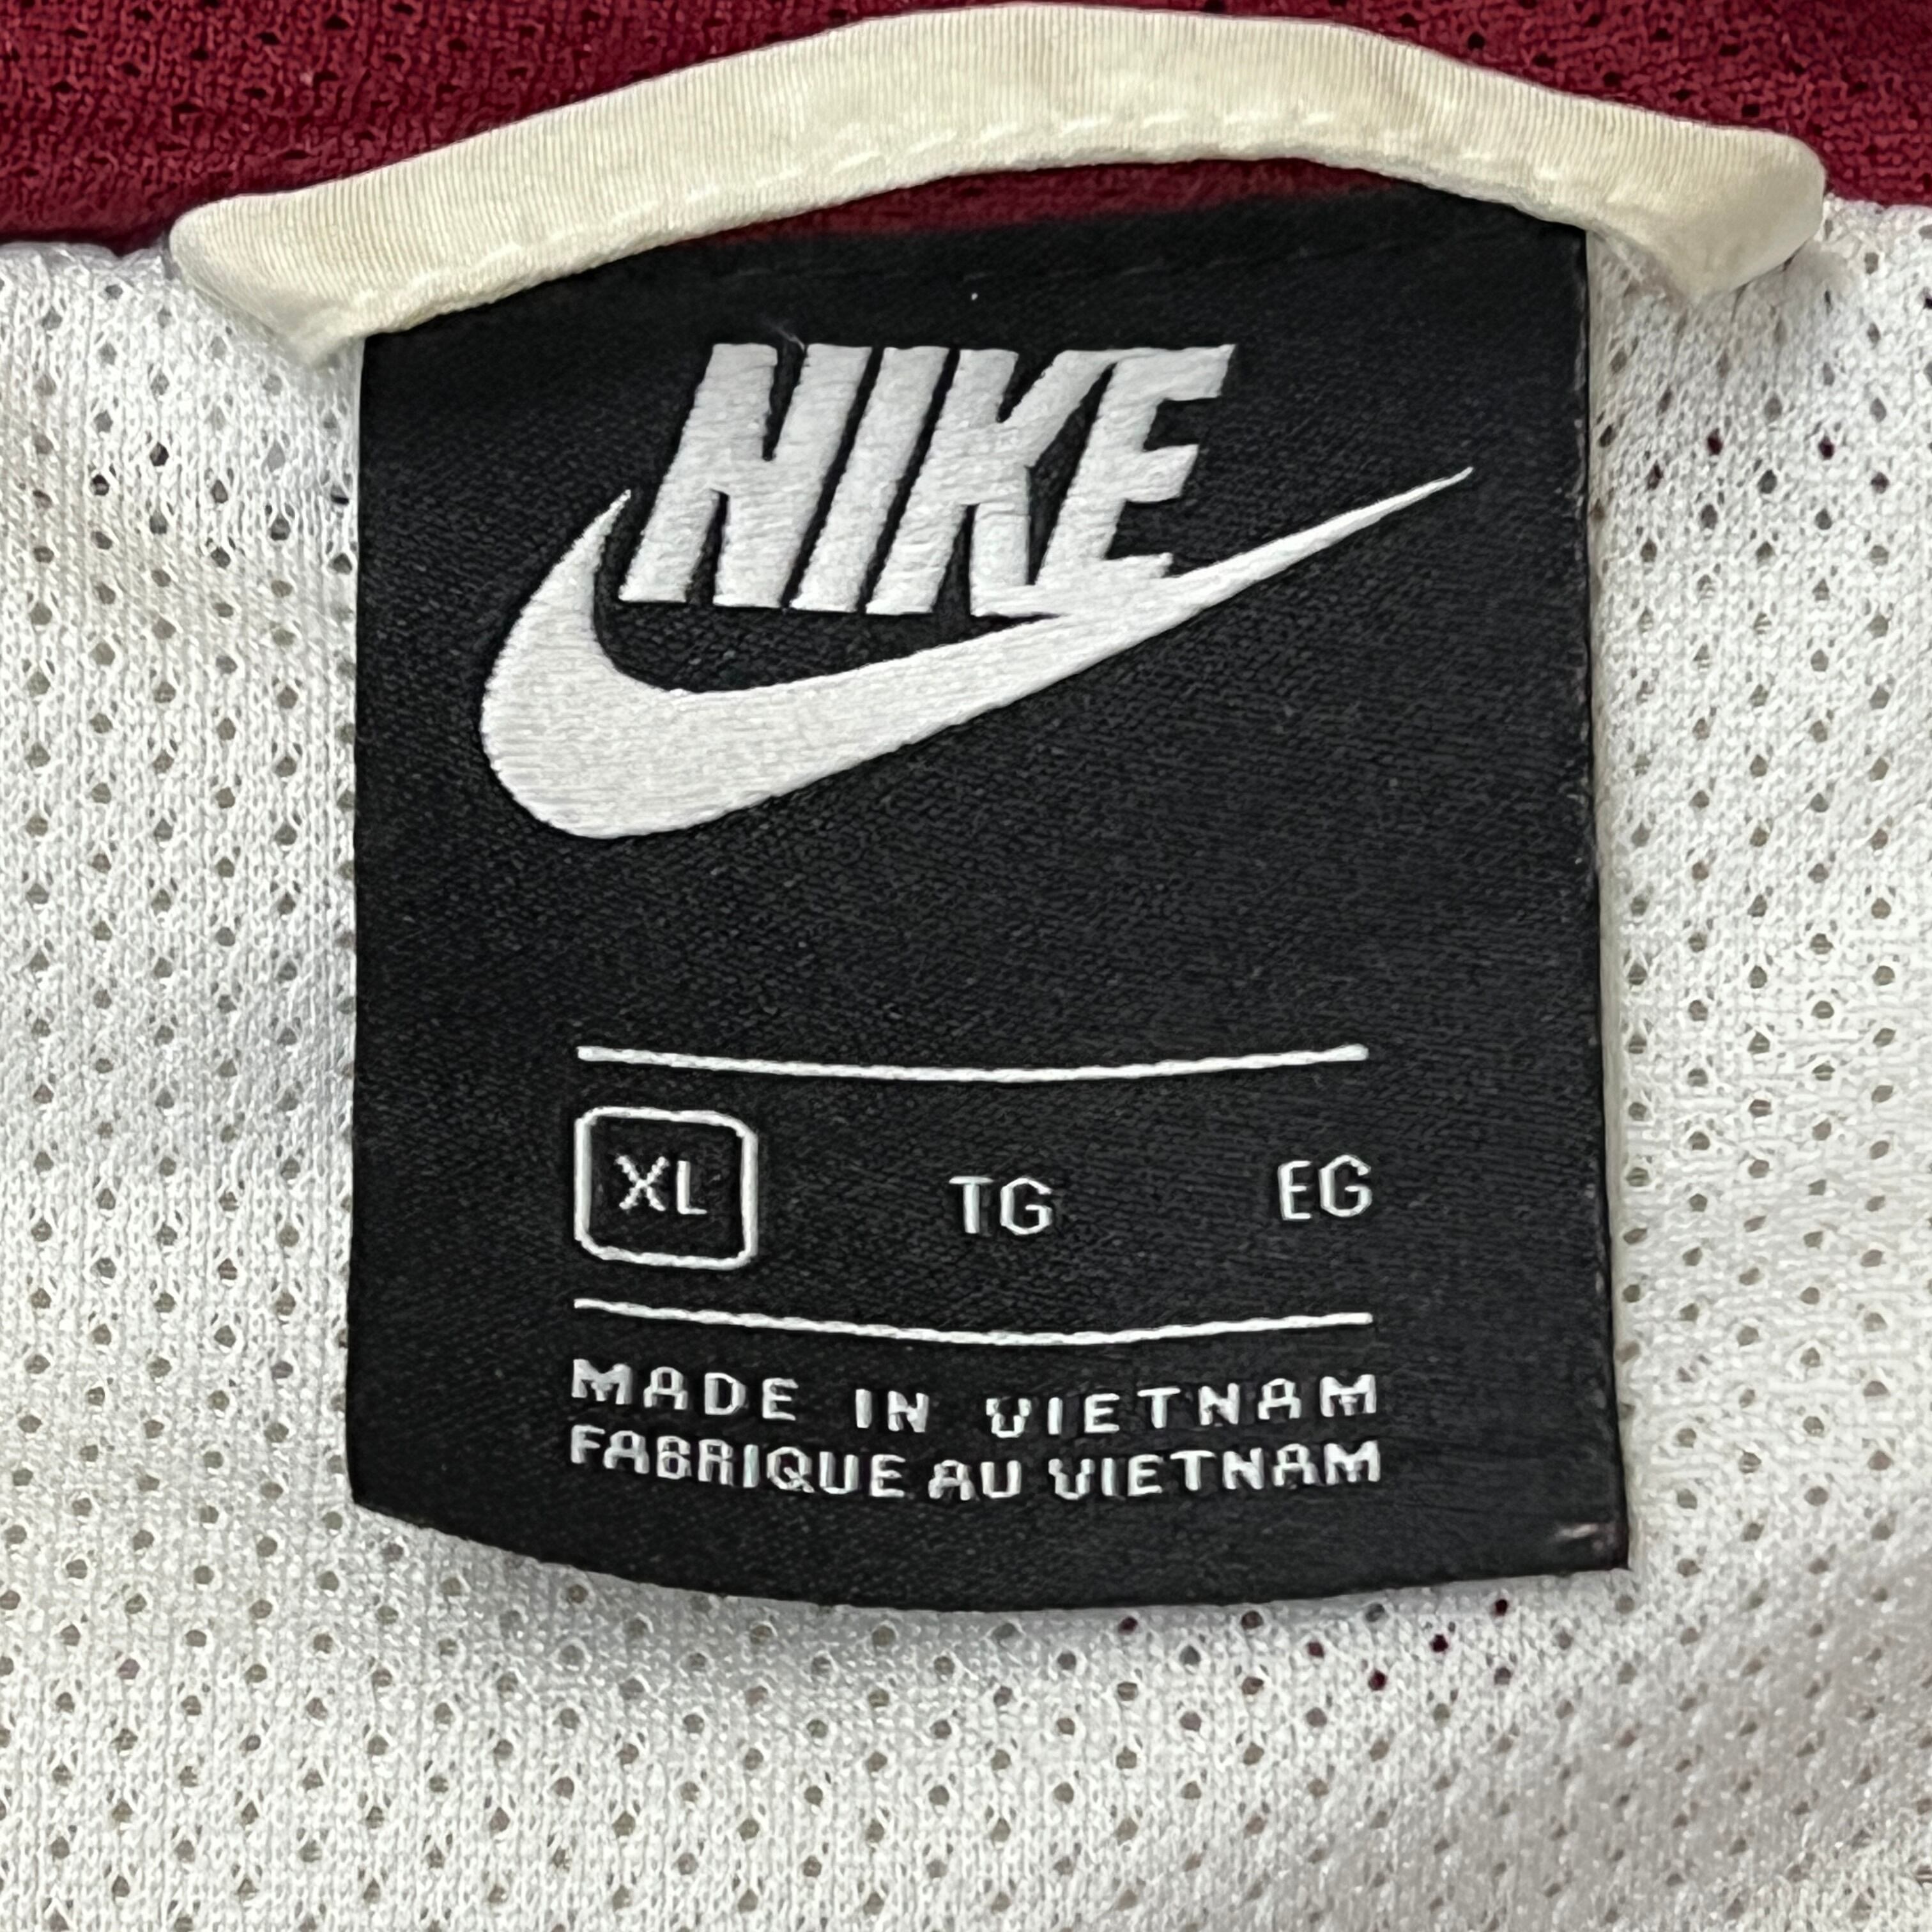 NIKE
XL TG EG
MADE IN VIETNAM
FABRIQUE AU VIETNAM